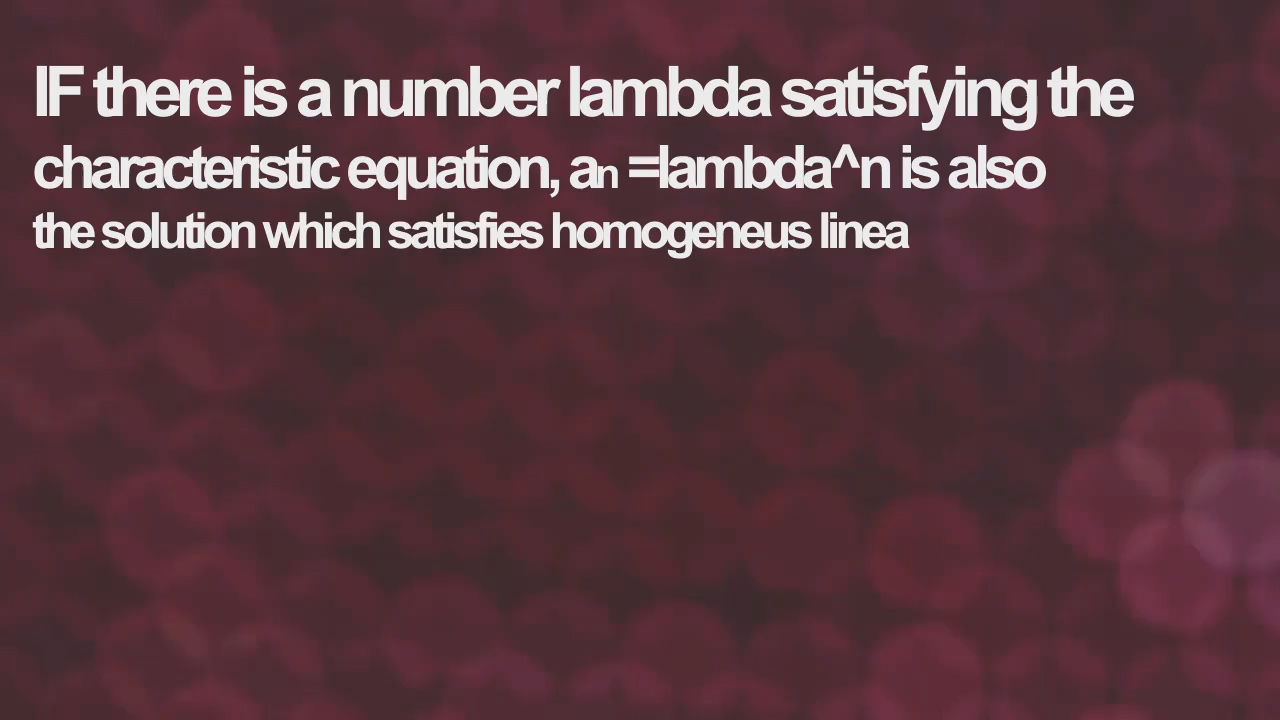 IF there is a number lambda satisfying the
characteristic equation, an =lambda^n is also
the solution which satisfies homogeneus linea